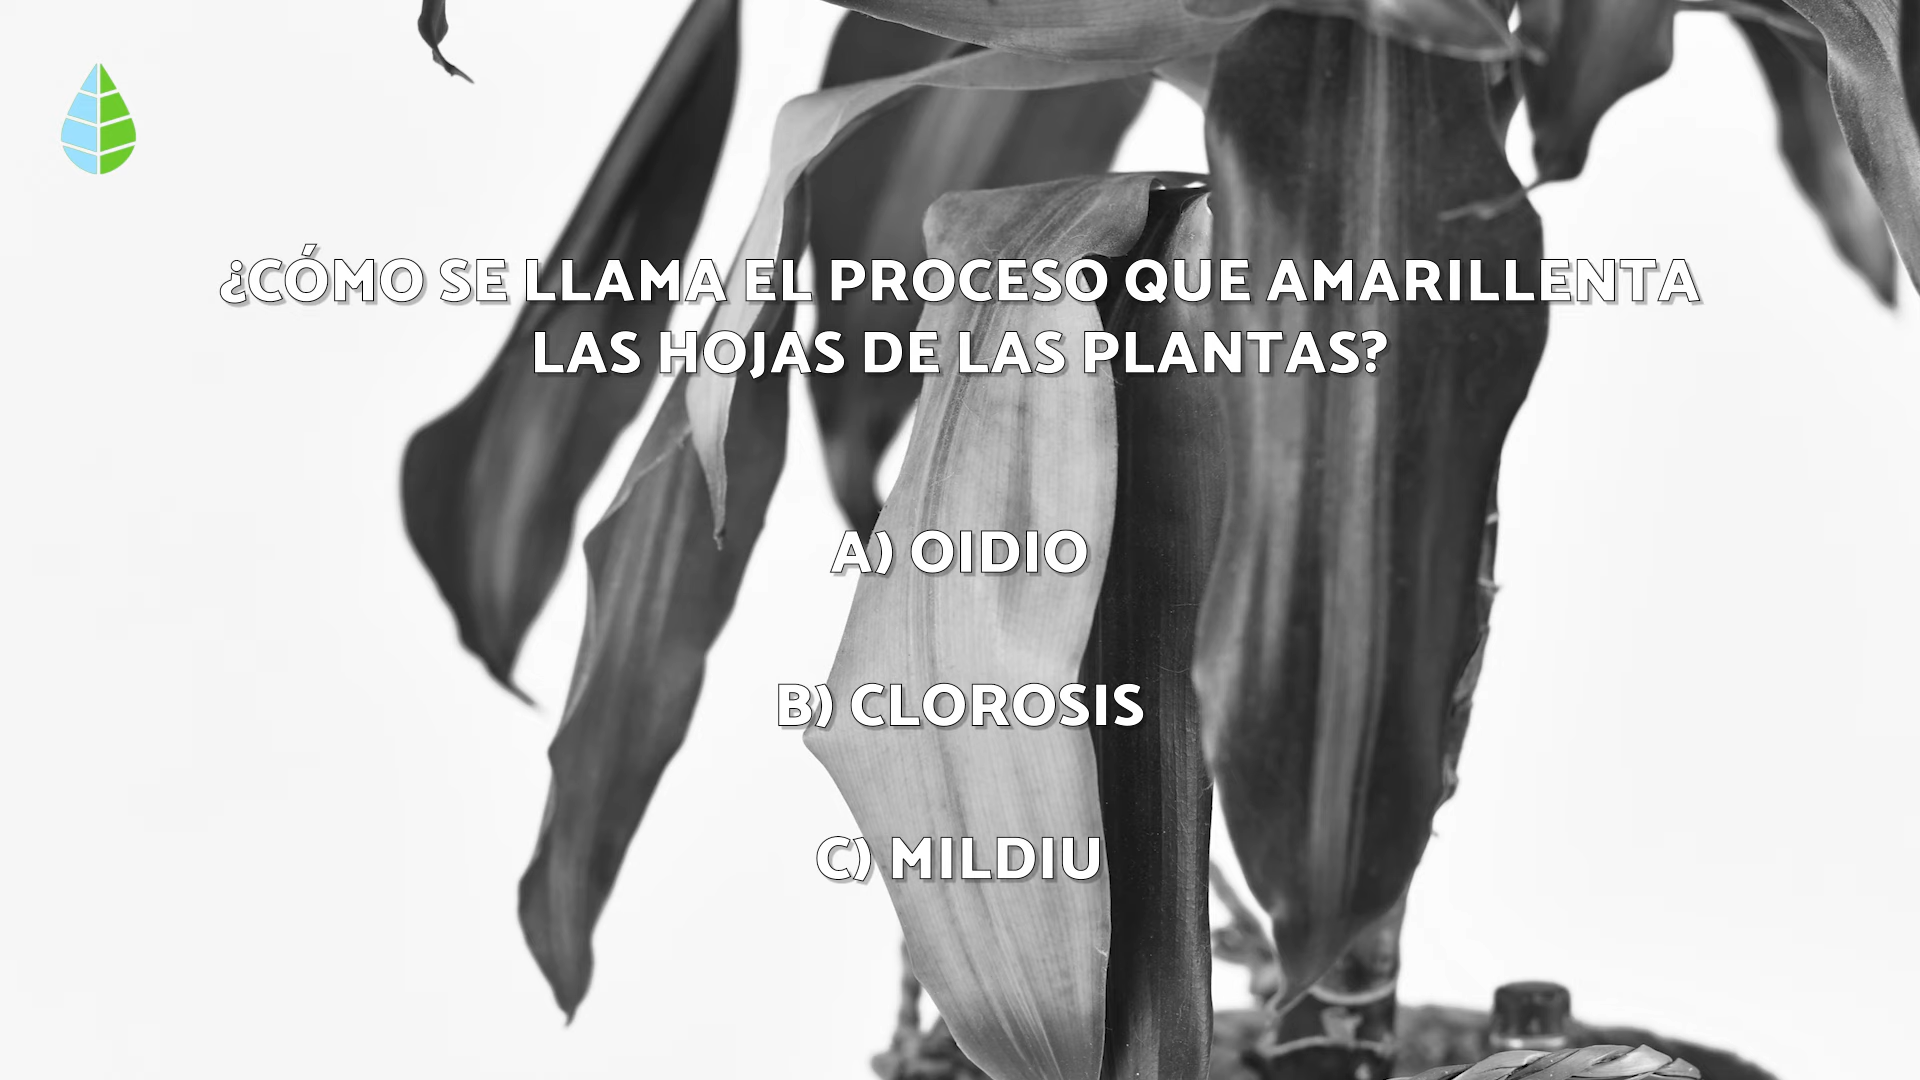 ¿CÓMO SE LLAMA EL PROCESO QUE AMARILLENTA
LAS HOJAS DE LAS PLANTAS?
A) OIDIO
B) CLOROSIS
C) MILDIU